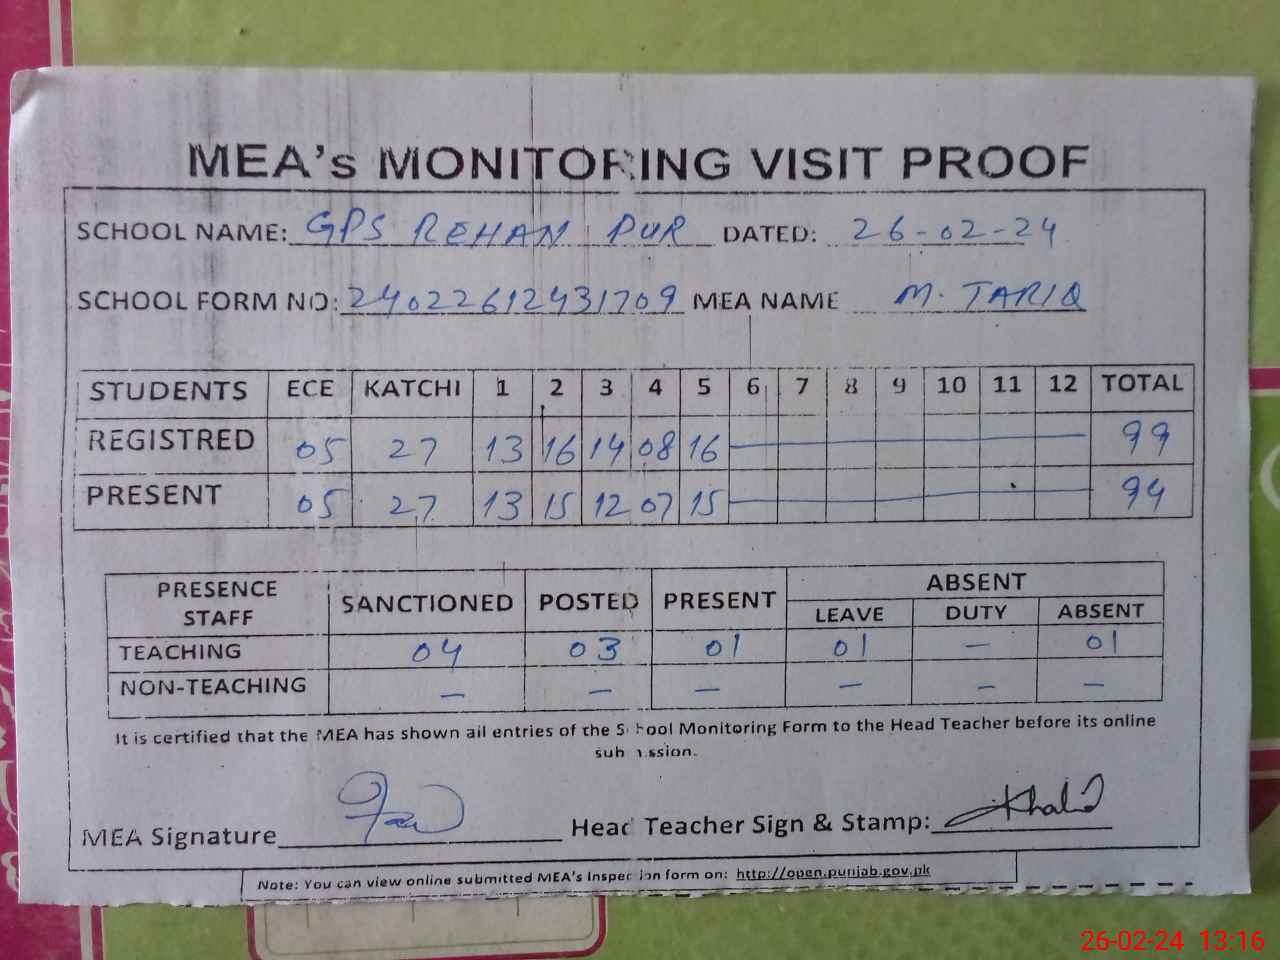 MEA's MONITORING VISIT PROOF
SCHOOL NAME: GPS REHAN PUR DATED: 26-02-24
SCHOOL FORM NO: 24022612431709 MEA NAME M. TARIQ
STUDENTS ECE KATCHI 1 2 3 4 5 6 7 8 9 10 11 12 TOTAL
REGISTRED 05 27 13 16 14 08 16 99
PRESENT 05 27 13 15 12 07 15 94
PRESENCE STAFF SANCTIONED POSTED PRESENT ABSENT
LEAVE DUTY ABSENT
TEACHING 04 03 01 01 - 01
NON-TEACHING - - - - - -
It is certified that the MEA has shown all entries of the School Monitoring Form to the Head Teacher before its online
submission.
MEA Signature Head Teacher Sign & Stamp: Khalid
Note: You can view online submitted MEA's Inspection form on: http://open.punjab.gov.pk
26-02-24 13:16